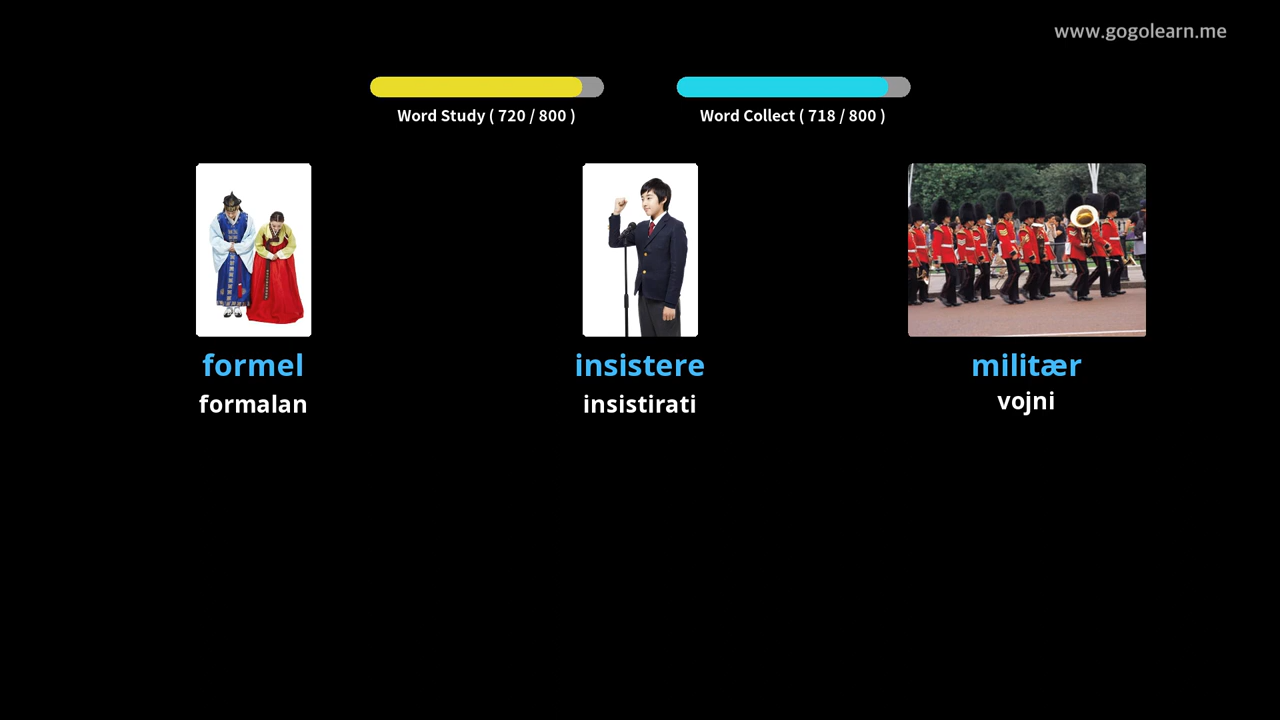 www.gogolearn.me
Word Study ( 720 / 800 )
Word Collect ( 718 / 800 )
formel
insistere
militær
formalan
insistirati
vojni